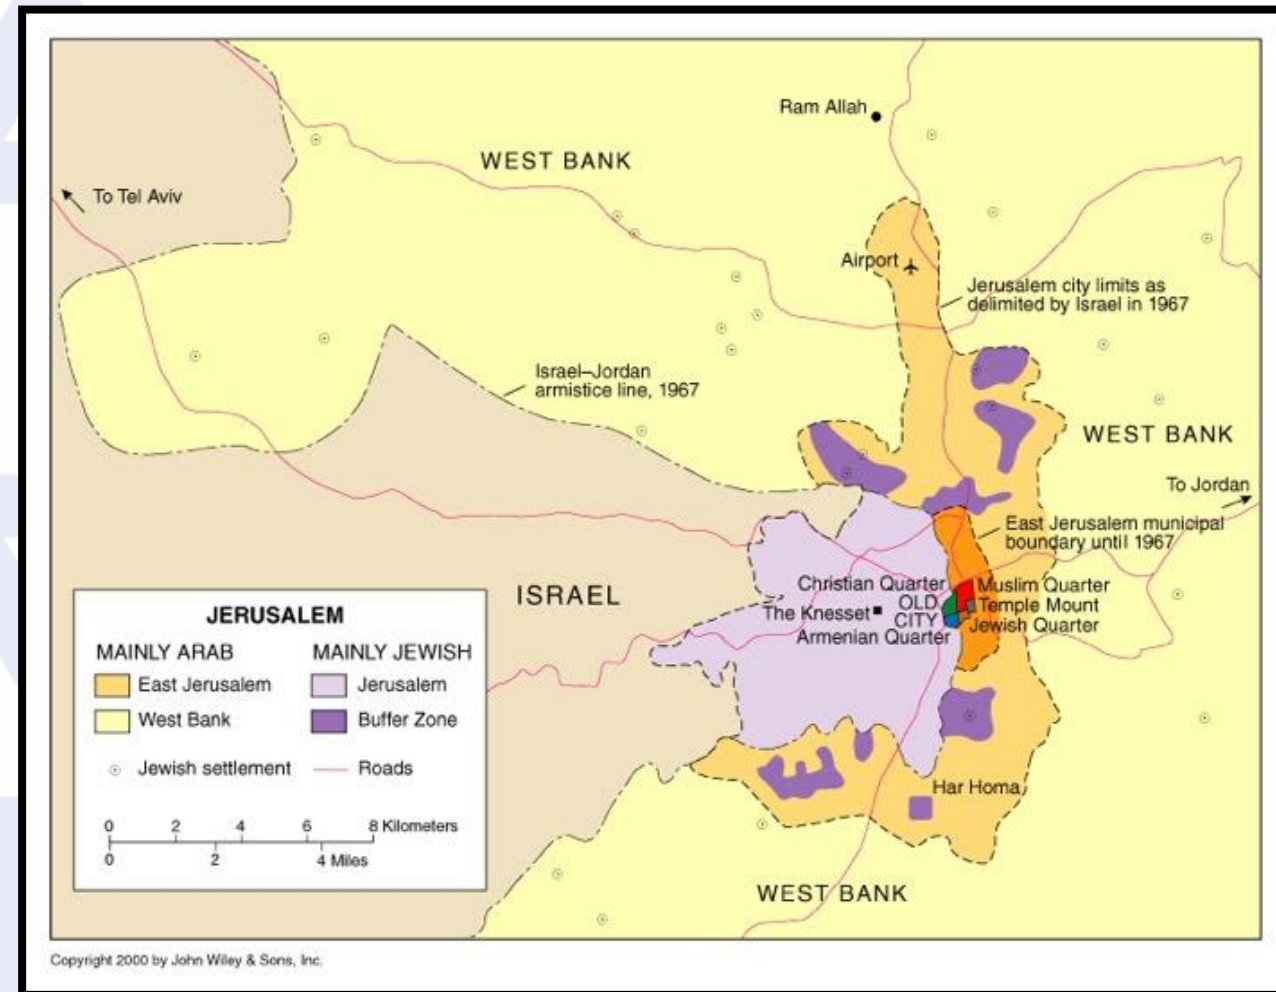 Ram Allah
WEST BANK
To Tel Aviv
Airport
Jerusalem city limits as
delimited by Israel in 1967
Israel–Jordan
armistice line, 1967
WEST BANK
To Jordan
East Jerusalem municipal
boundary until 1967
ISRAEL
Christian Quarter
Muslim Quarter
OLD
CITY
Temple Mount
The Knesset
Jewish Quarter
Armenian Quarter
Har Homa
WEST BANK
JERUSALEM
MAINLY ARAB
MAINLY JEWISH
East Jerusalem
Jerusalem
West Bank
Buffer Zone
Jewish settlement
Roads
0 2 4 6 8 Kilometers
0 2 4 Miles
Copyright 2000 by John Wiley & Sons, Inc.